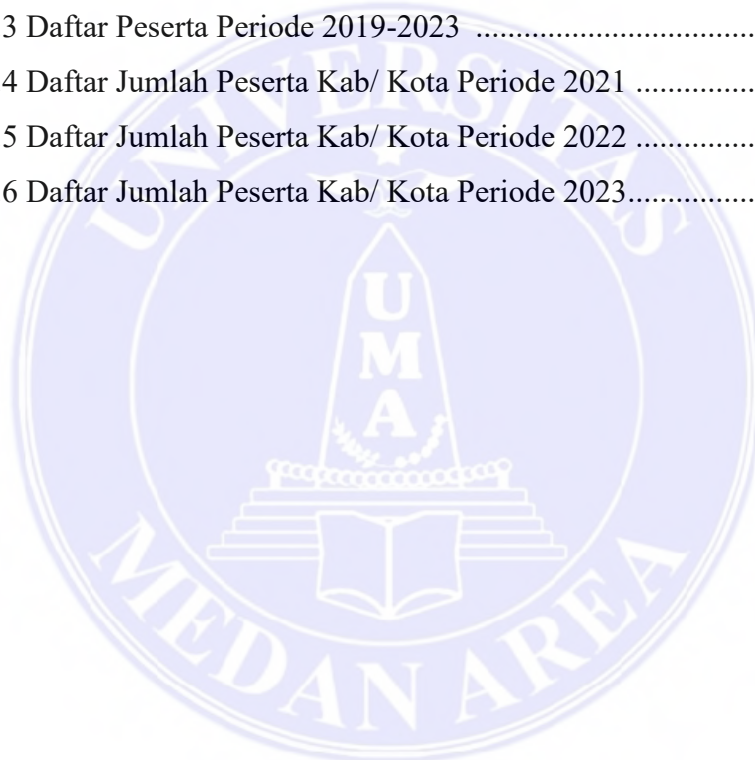 3 Daftar Peserta Periode 2019-2023 ................................
4 Daftar Jumlah Peserta Kab/ Kota Periode 2021 ...............
5 Daftar Jumlah Peserta Kab/ Kota Periode 2022 ...............
6 Daftar Jumlah Peserta Kab/ Kota Periode 2023................
UNIVERSITAS
UMA
MEDAN AREA